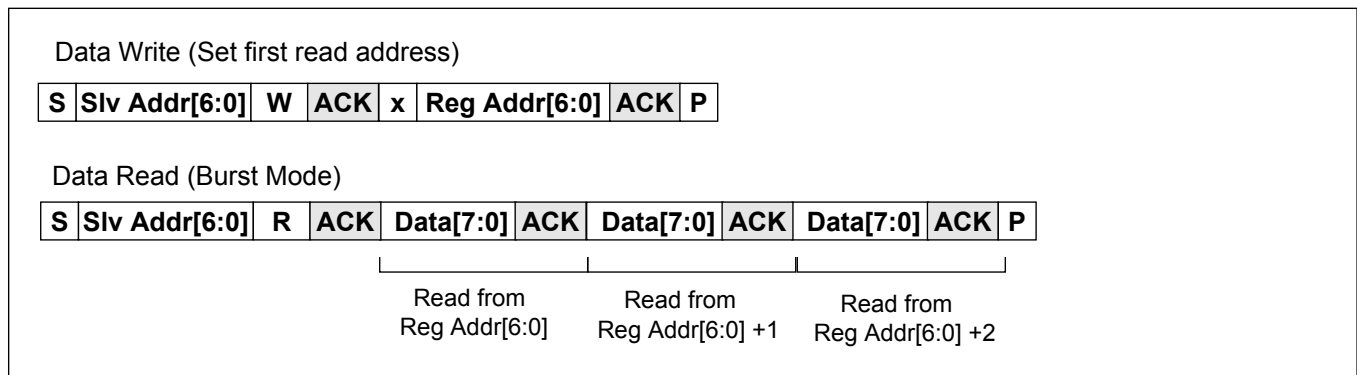 Data Write (Set first read address)
S Slv Addr[6:0] W ACK x Reg Addr[6:0] ACK P
Data Read (Burst Mode)
S Slv Addr[6:0] R ACK Data[7:0] ACK Data[7:0] ACK Data[7:0] ACK P
Read from Read from Read from
Reg Addr[6:0] Reg Addr[6:0] +1 Reg Addr[6:0] +2